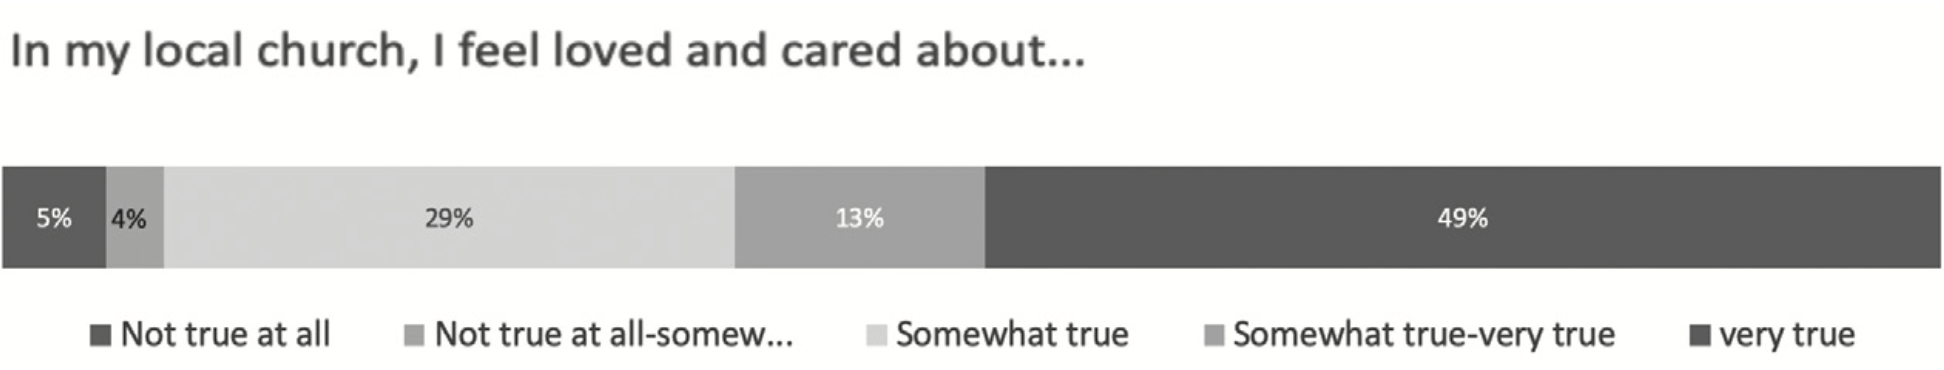 In my local church, I feel loved and cared about...
5% 4% 29% 13% 49%
Not true at all Not true at all-somew... Somewhat true Somewhat true-very true very true